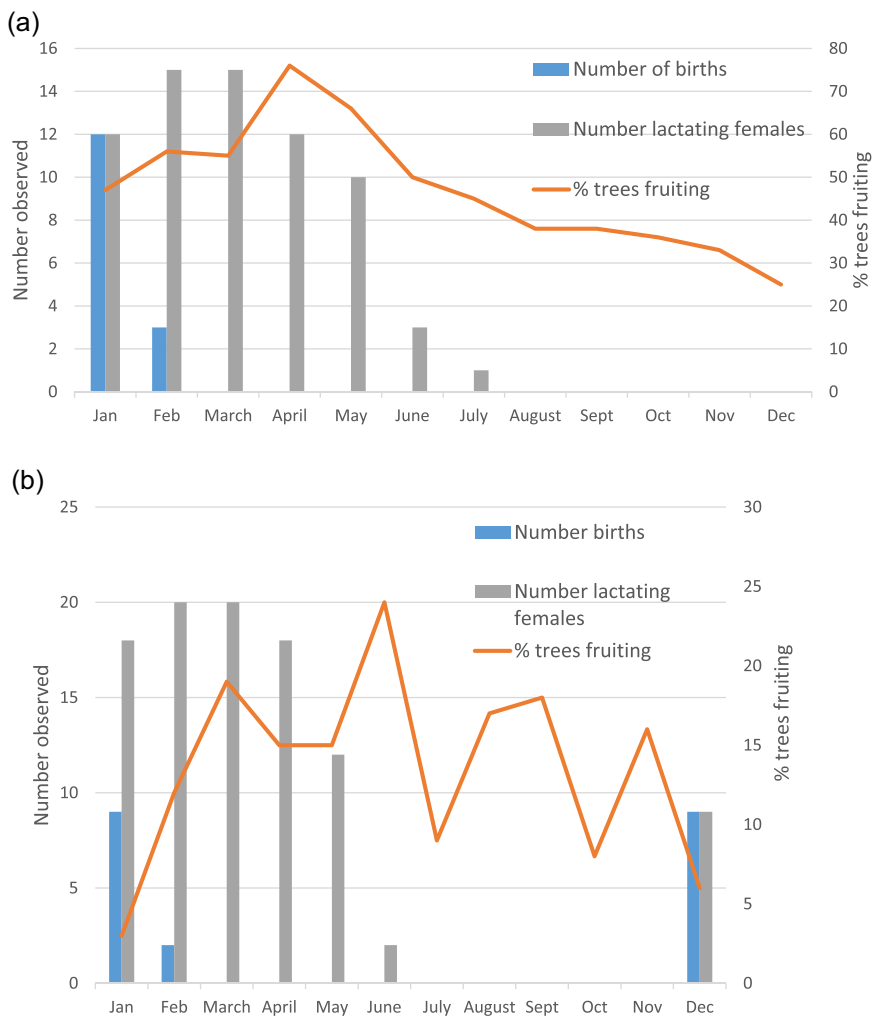 (a)
16
14
12
10
8
6
4
2
0
Number observed
80
70
60
50
40
30
20
10
0
% trees fruiting
Number of births
Number lactating females
% trees fruiting
Jan Feb March April May June July August Sept Oct Nov Dec
(b)
25
20
15
10
5
0
Number observed
30
25
20
15
10
5
0
% trees fruiting
Number births
Number lactating
females
% trees fruiting
Jan Feb March April May June July August Sept Oct Nov Dec